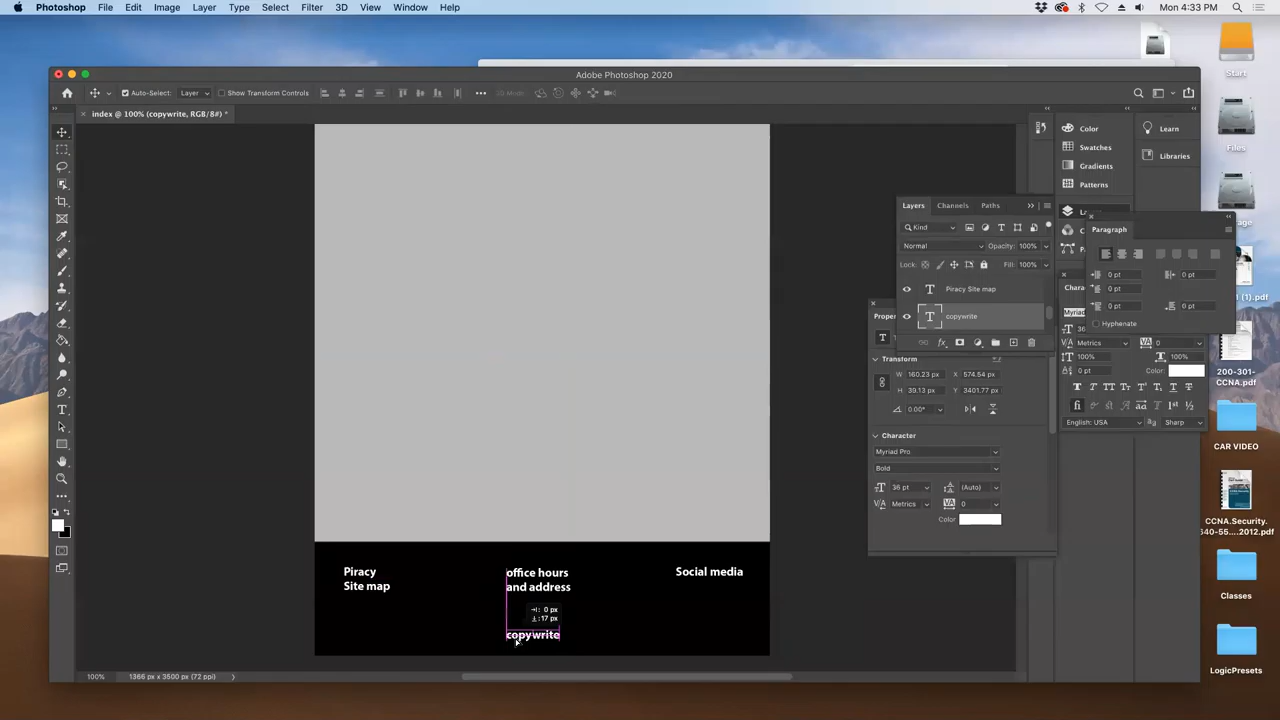 Photoshop File Edit Image Layer Type Select Filter 3D View Window Help
Mon 4:33 PM
Adobe Photoshop 2020
Auto-Select: Layer Show Transform Controls
3D Mode:
index @ 100% (copywrite, RGB/8#) *
Color
Swatches
Gradients
Patterns
Learn
Libraries
Layers Channels Paths
Kind
Normal Opacity: 100%
Lock: Fill: 100%
Piracy Site map
copywrite
Paragraph
0 pt 0 pt
0 pt
0 pt 0 pt
Hyphenate
Metrics 0
100% 100%
0 pt Color:
English: USA Sharp
Transform
W 160.23 px X 574.54 px
H 39.13 px Y 3401.77 px
0.00°
Character
Myriad Pro
Bold
36 pt (Auto)
Metrics 0
Color
Piracy
Site map
office hours
and address
Social media
: 0 px
: 17 px
copywrite
100% 1366 px x 3500 px (72 ppi)
Start
Files
(1).pdf
200-301-
CCNA.pdf
CAR VIDEO
CCNA.Security.
640-55....2012.pdf
Classes
LogicPresets